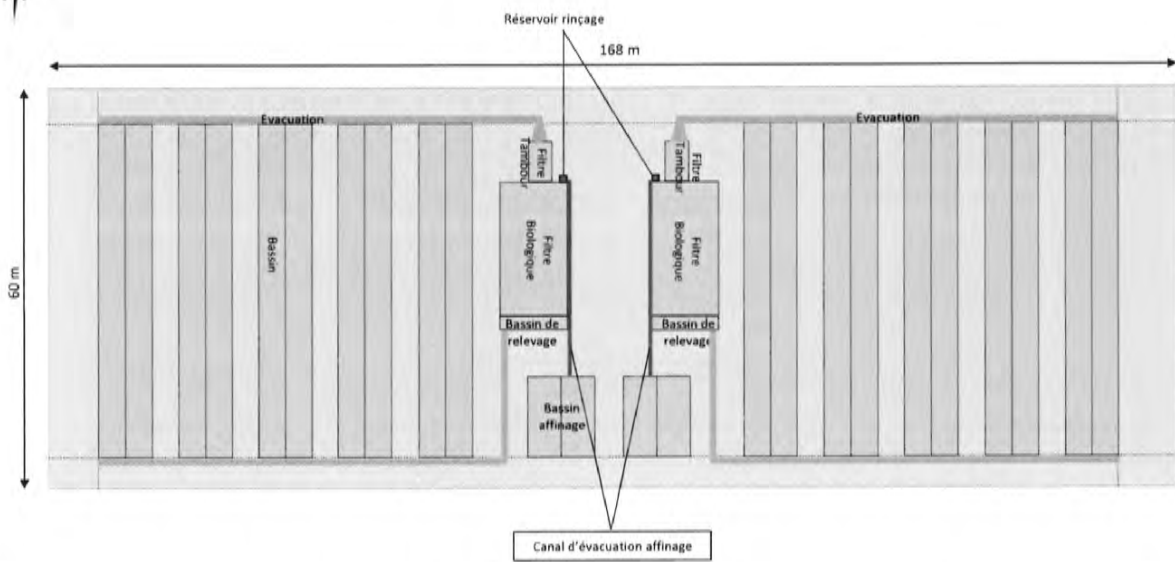 Réservoir rinçage
168 m
Evacuation
Evacuation
Filtre
Tambour
Filtre
Tambour
60 m
Bassin
Filtre
Biologique
Filtre
Biologique
Bassin de
relevage
Bassin de
relevage
Bassin
affinage
Canal d'évacuation affinage